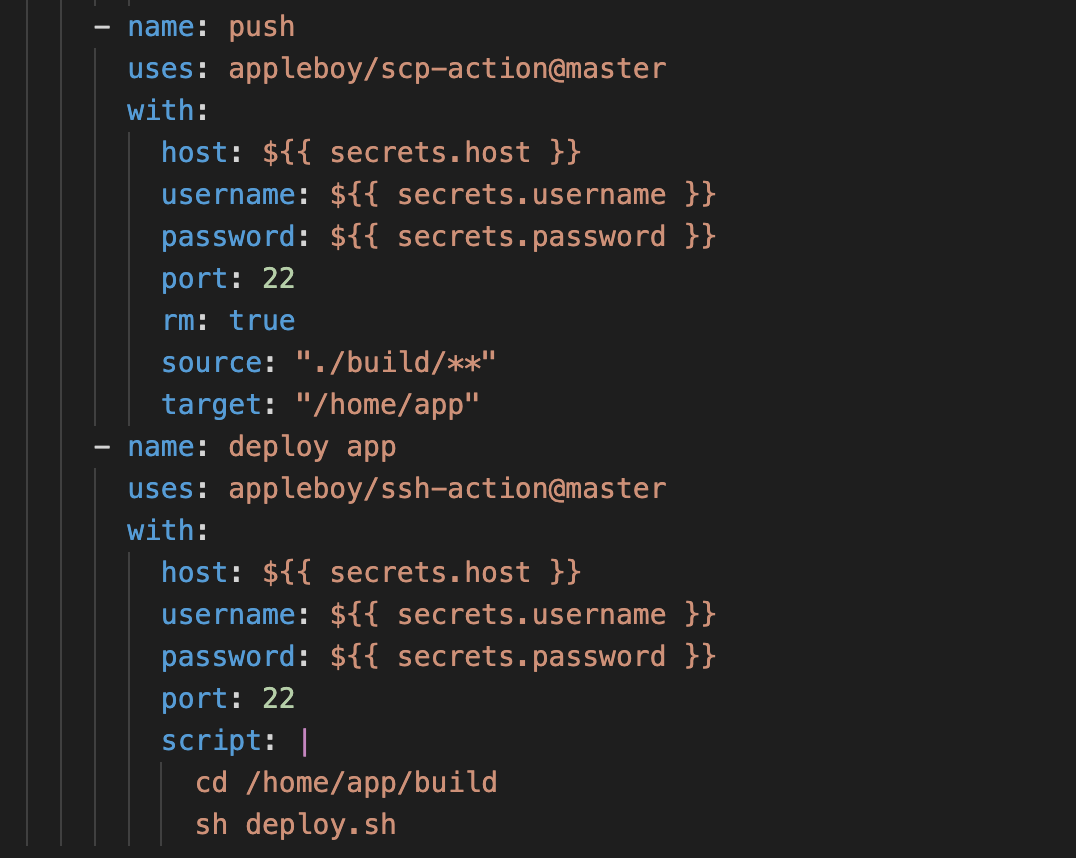 - name: push
  uses: appleboy/scp-action@master
  with:
    host: ${{ secrets.host }}
    username: ${{ secrets.username }}
    password: ${{ secrets.password }}
    port: 22
    rm: true
    source: "./build/**"
    target: "/home/app"
- name: deploy app
  uses: appleboy/ssh-action@master
  with:
    host: ${{ secrets.host }}
    username: ${{ secrets.username }}
    password: ${{ secrets.password }}
    port: 22
    script: |
      cd /home/app/build
      sh deploy.sh